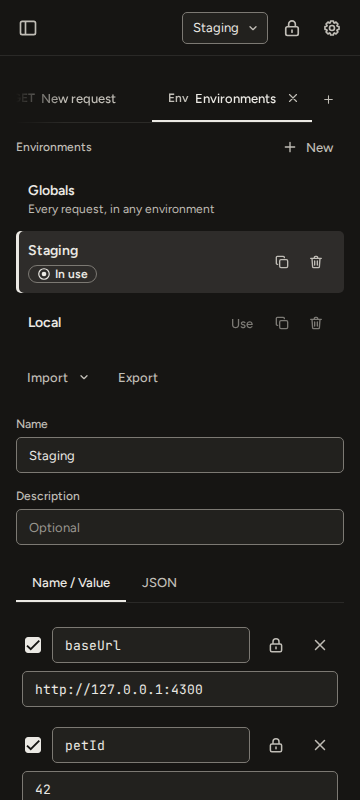 Staging
New request
Env Environments
Environments
New
Globals
Every request, in any environment
Staging
In use
Local
Use
Import
Export
Name
Staging
Description
Optional
Name / Value
JSON
baseUrl
http://127.0.0.1:4300
petId
42